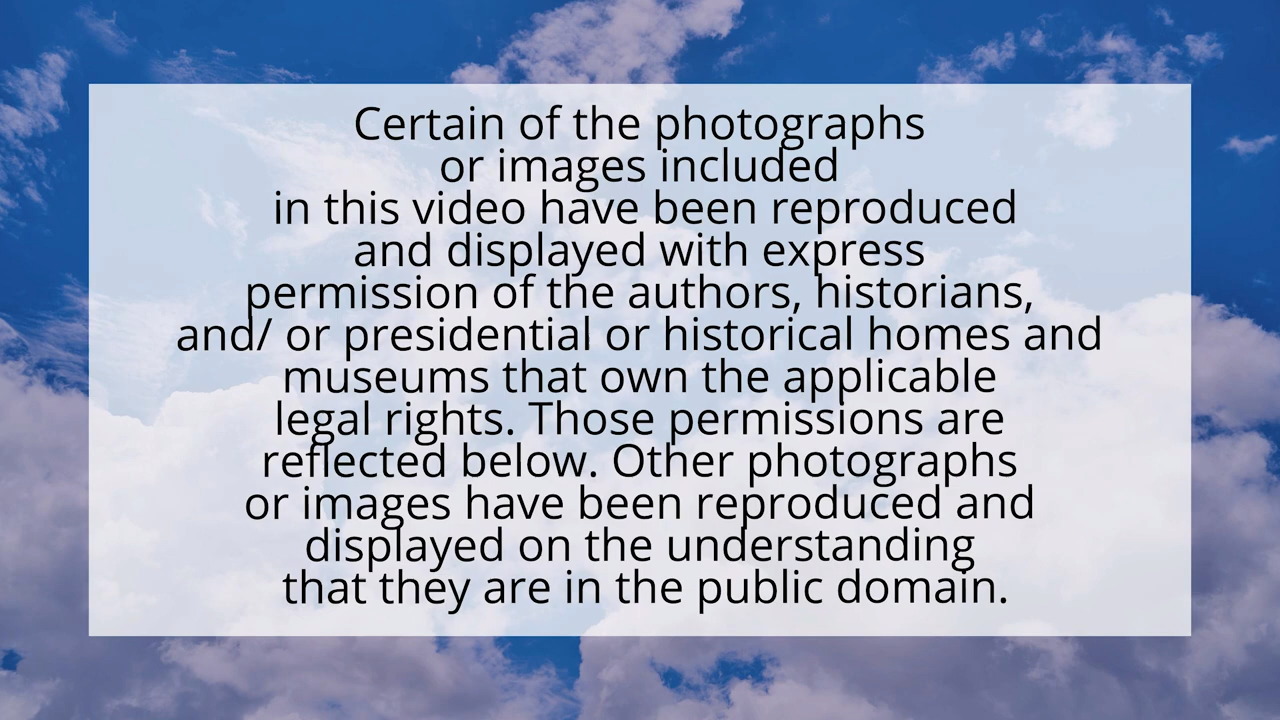 Certain of the photographs
or images included
in this video have been reproduced
and displayed with express
permission of the authors, historians,
and/ or presidential or historical homes and
museums that own the applicable
legal rights. Those permissions are
reflected below. Other photographs
or images have been reproduced and
displayed on the understanding
that they are in the public domain.